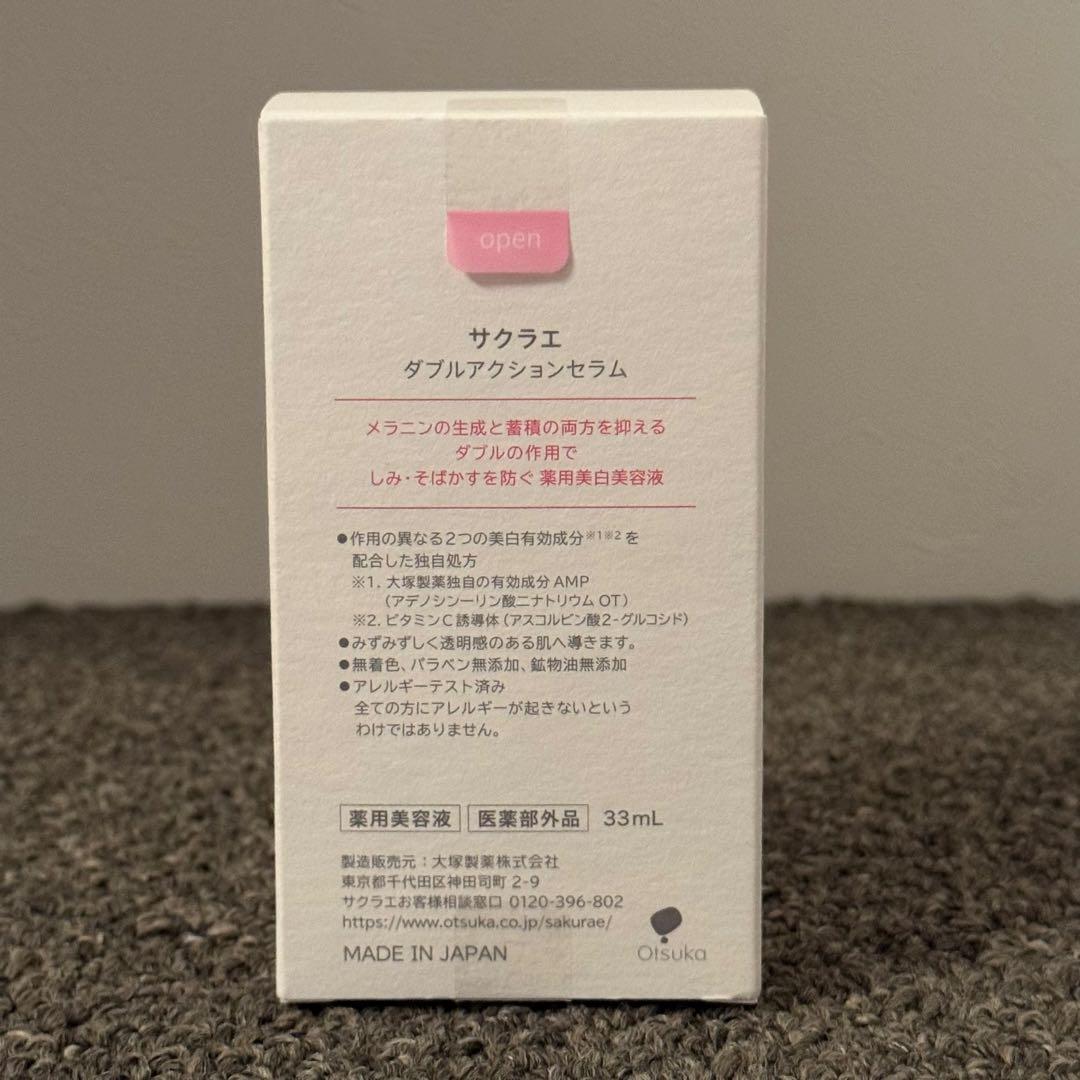 open
サクラエ
ダブルアクションセラム
メラニンの生成と蓄積の両方を抑える
ダブルの作用で
しみ・そばかすを防ぐ 薬用美白美容液
●作用の異なる2つの美白有効成分※1※2を
配合した独自処方
※1. 大塚製薬独自の有効成分 AMP
（アデノシン一リン酸二ナトリウム OT）
※2. ビタミンC誘導体（アスコルビン酸2-グルコシド）
●みずみずしく透明感のある肌へ導きます。
●無着色、パラベン無添加、鉱物油無添加
●アレルギーテスト済み
全ての方にアレルギーが起きないという
わけではありません。
薬用美容液 医薬部外品 33mL
製造販売元：大塚製薬株式会社
東京都千代田区神田司町 2-9
サクラエお客様相談窓口 0120-396-802
https://www.otsuka.co.jp/sakurae/
MADE IN JAPAN
Otsuka